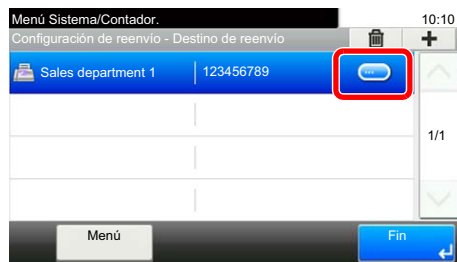 Menú Sistema/Contador.
10:10
Configuración de reenvío - Destino de reenvío
Sales department 1
123456789
1/1
Menú
Fin